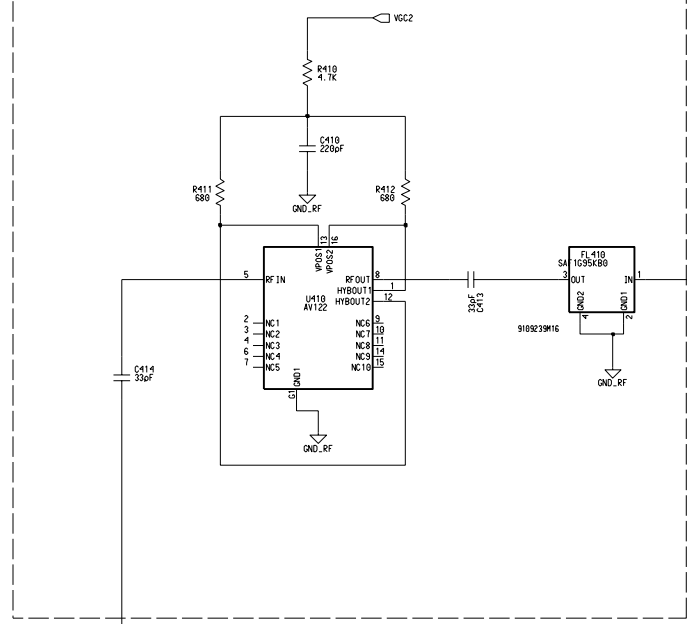 VGC2
R410
4.7K
C410
220pF
R411
680
R412
680
GND_RF
13
16
VPOS1
VPOS2
5
RFIN
RFOUT
8
HYBOUT1
1
HYBOUT2
12
U410
AV122
2
NC1
3
NC2
4
NC3
6
NC4
7
NC5
NC6
9
NC7
10
NC8
11
NC9
14
NC10
15
GND1
G1
GND_RF
33pF
C413
FL410
SAF1G95KB0
3
OUT
IN
1
GND2
GND1
4
2
9109239M16
GND_RF
C414
33pF